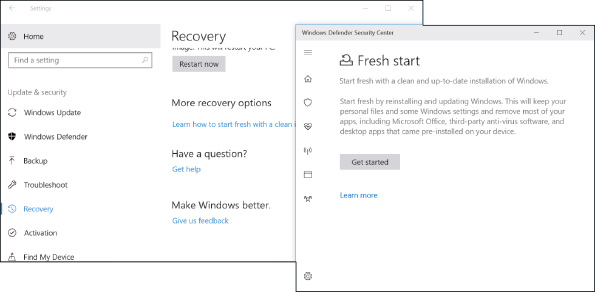 Settings
Home
Find a setting
Update & security
Windows Update
Windows Defender
Backup
Troubleshoot
Recovery
Activation
Find My Device
Recovery
image. This will restart your PC.
Restart now
More recovery options
Learn how to start fresh with a clean i
Have a question?
Get help
Make Windows better.
Give us feedback
Windows Defender Security Center
Fresh start
Start fresh with a clean and up-to-date installation of Windows.
Start fresh by reinstalling and updating Windows. This will keep your
personal files and some Windows settings and remove most of your
apps, including Microsoft Office, third-party anti-virus software, and
desktop apps that came pre-installed on your device.
Get started
Learn more